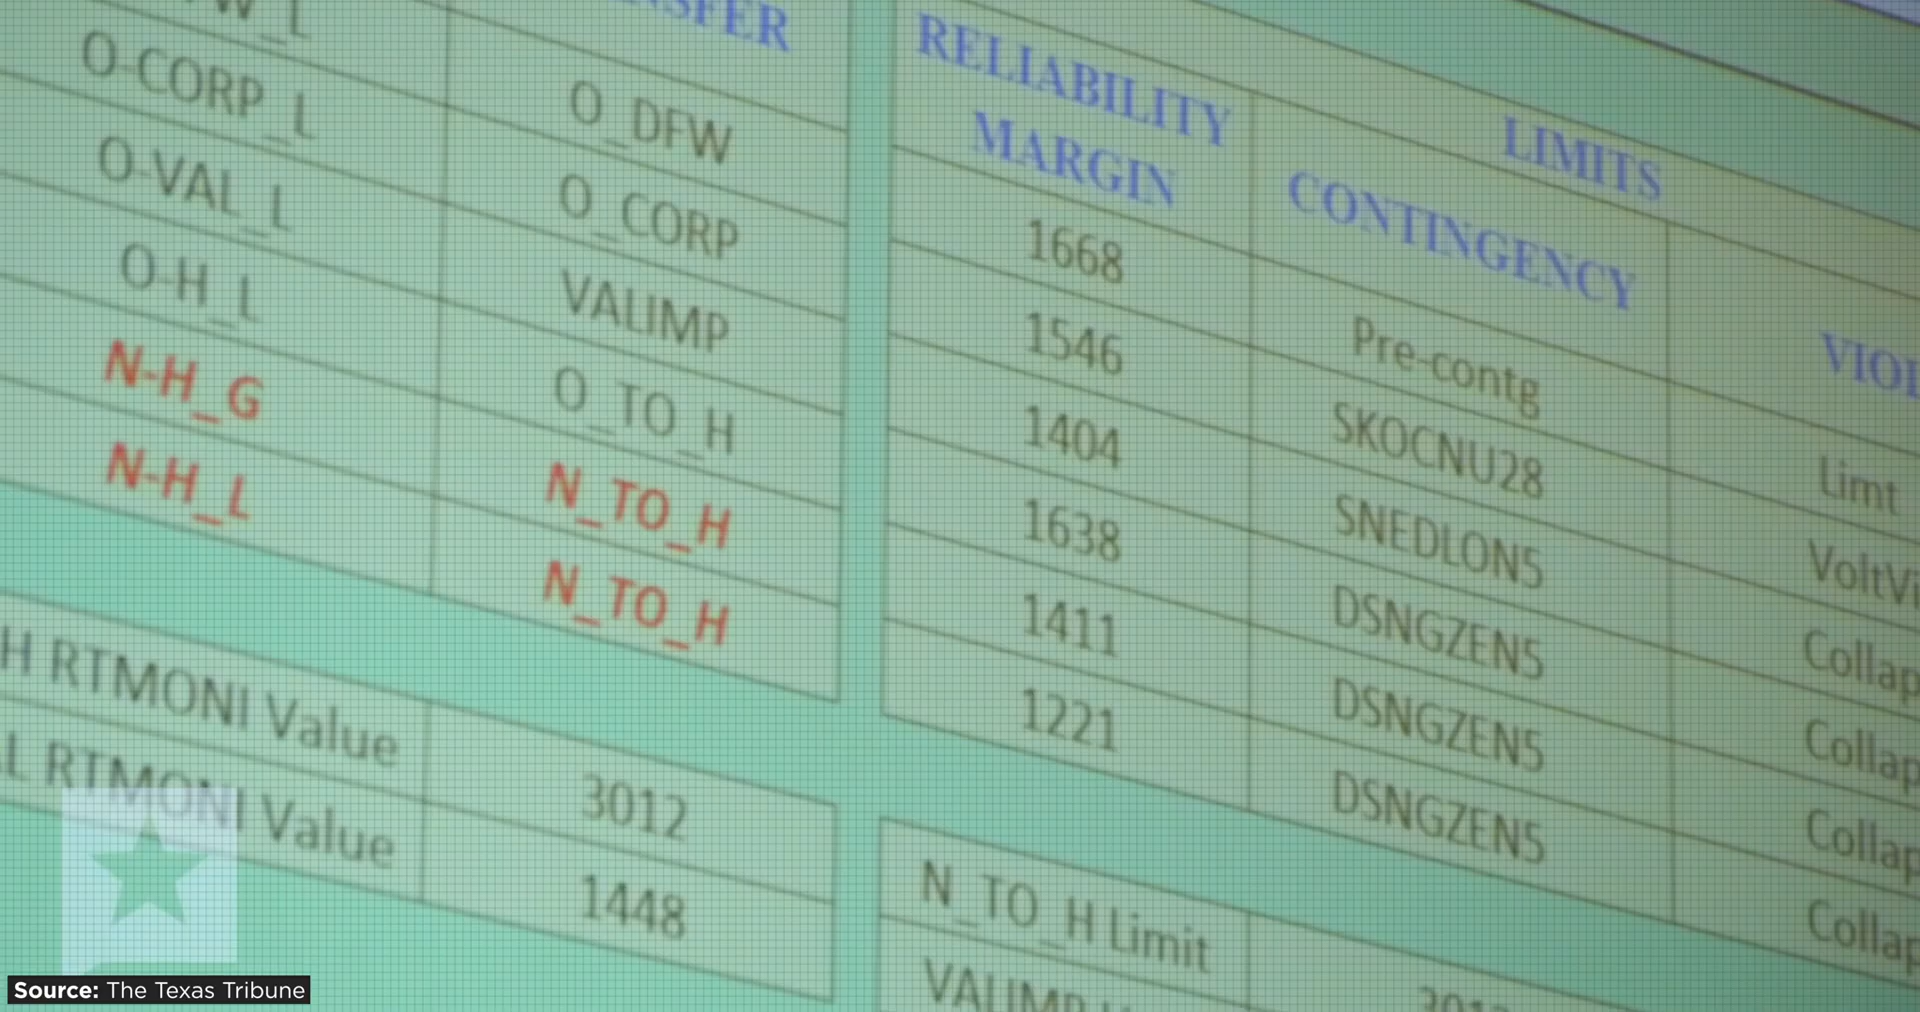 RELIABILITY
MARGIN
LIMITS
CONTINGENCY
O-CORP_L
O_DFW
1668
Pre-contg
Limt
O-VAL_L
O_CORP
1546
SKOCNU28
O-H_L
VALIMP
1404
SNEDLON5
N-H_G
O_TO_H
1638
DSNGZEN5
N-H_L
N_TO_H
1411
DSNGZEN5
N_TO_H
1221
DSNGZEN5
H RTMONI Value
3012
L RTMONI Value
1448
N_TO_H Limit
Source: The Texas Tribune